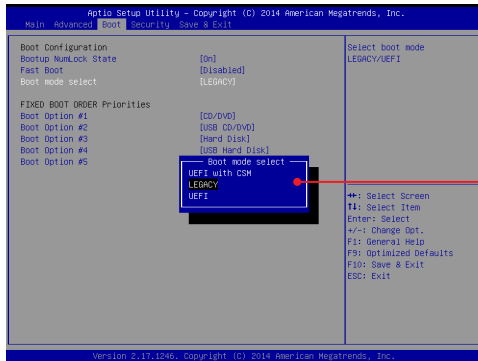 Aptio Setup Utility – Copyright (C) 2014 American Megatrends, Inc.
Main Advanced Boot Security Save & Exit
Boot Configuration
Bootup NumLock State [On]
Fast Boot [Disabled]
Boot mode select [LEGACY]
FIXED BOOT ORDER Priorities
Boot Option #1 [CD/DVD]
Boot Option #2 [USB CD/DVD]
Boot Option #3 [Hard Disk]
Boot Option #4 [USB Hard Disk]
Boot Option #5
Boot mode select
UEFI with CSM
LEGACY
UEFI
Select boot mode
LEGACY/UEFI
→←: Select Screen
↑↓: Select Item
Enter: Select
+/-: Change Opt.
F1: General Help
F9: Optimized Defaults
F10: Save & Exit
ESC: Exit
Version 2.17.1246. Copyright (C) 2014 American Megatrends, Inc.